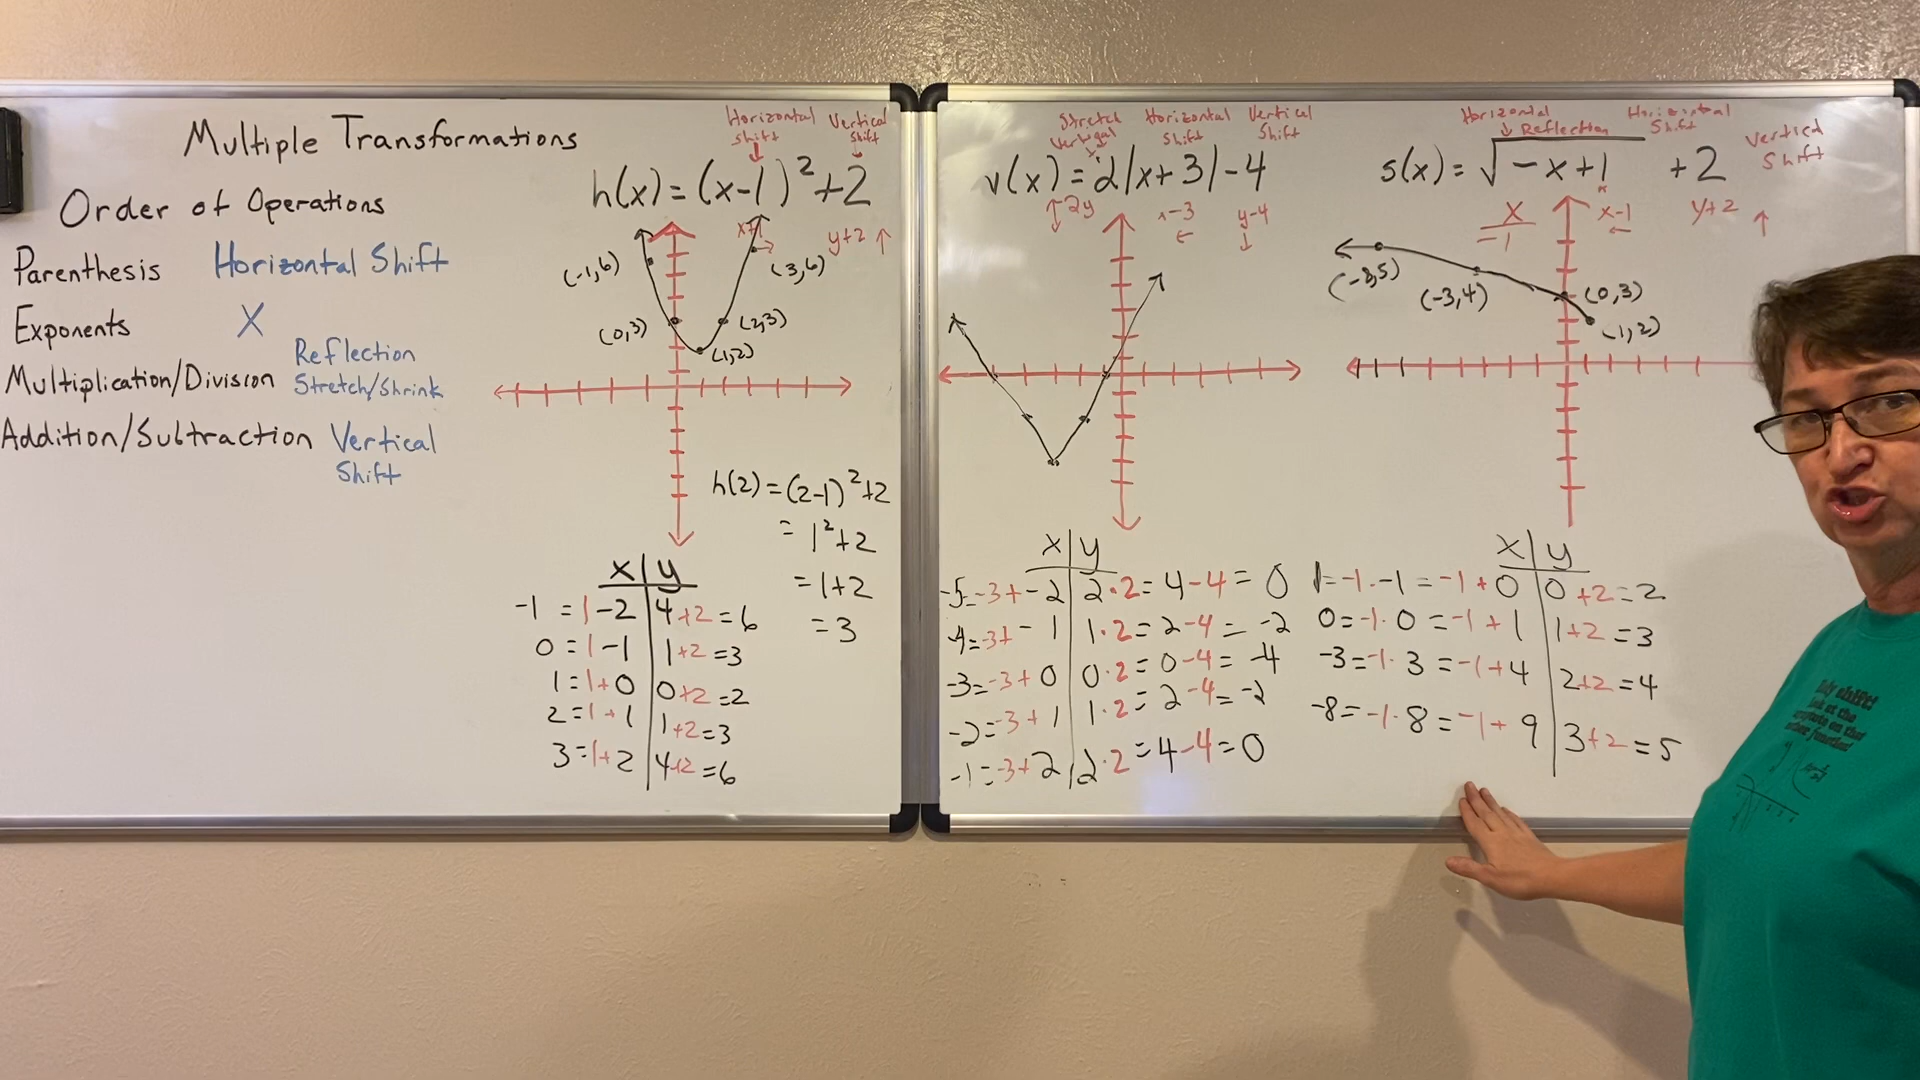 Multiple Transformations
Order of Operations
Parenthesis Horizontal Shift
Exponents X
Multiplication/Division Reflection Stretch/Shrink
Addition/Subtraction Vertical Shift
Horizontal Shift
Vertical Shift
h(x) = (x-1)²+2
x+1
y+2
(-1,6)
(3,6)
(0,3)
(2,3)
(1,2)
h(2) = (2-1)²+2
= 1²+2
= 1+2
= 3
x y
-1 = 1-2 4+2=6
0=1-1 1+2=3
1=1+0 0+2=2
2=1+1 1+2=3
3=1+2 4+2=6
Stretch Vertical
Horizontal Shift
Vertical Shift
v(x) = 2|x+3|-4
2y
x-3
y-4
x y
-5=-3+-2 2·2=4-4=0
-4=-3+-1 1·2=2-4=-2
-3=-3+0 0·2=0-4=-4
-2=-3+1 1·2=2-4=-2
-1=-3+2 2·2=4-4=0
Horizontal Reflection
Horizontal Shift
Vertical Shift
s(x) = √-x+1 +2
x/-1
x-1
y+2
(-8,5)
(-3,4)
(0,3)
(1,2)
x y
1=-1·-1=-1+0 0+2=2
0=-1·0=-1+1 1+2=3
-3=-1·3=-1+4 2+2=4
-8=-1·8=-1+9 3+2=5